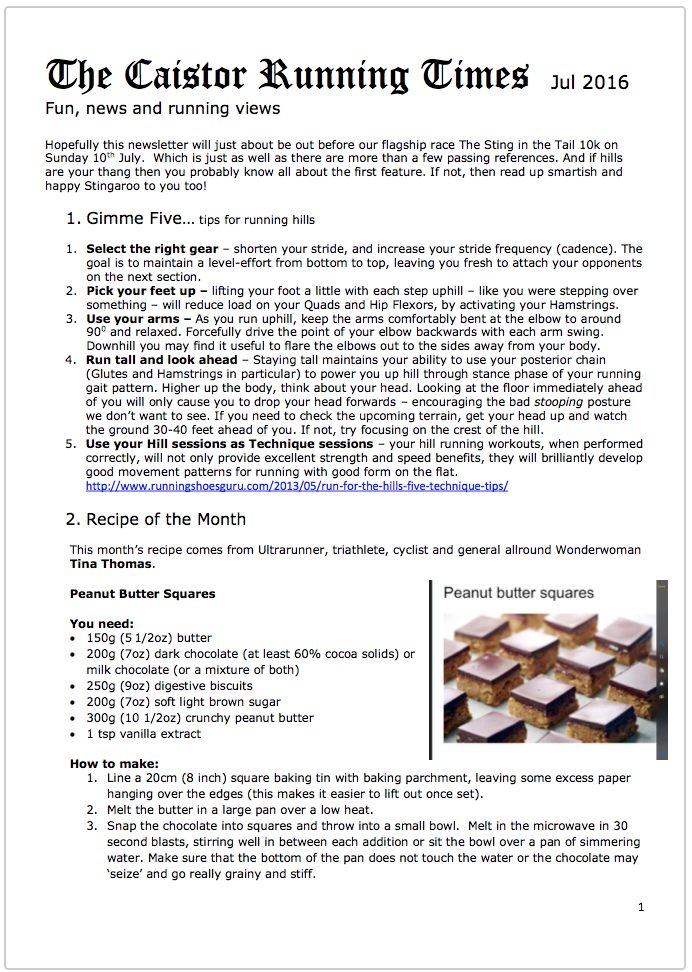 The Caistor Running Times Jul 2016
Fun, news and running views
Hopefully this newsletter will just about be out before our flagship race The Sting in the Tail 10k on
Sunday 10th July.  Which is just as well as there are more than a few passing references. And if hills
are your thang then you probably know all about the first feature. If not, then read up smartish and
happy Stingaroo to you too!
1. Gimme Five... tips for running hills
1. Select the right gear – shorten your stride, and increase your stride frequency (cadence). The
goal is to maintain a level-effort from bottom to top, leaving you fresh to attach your opponents
on the next section.
2. Pick your feet up – lifting your foot a little with each step uphill – like you were stepping over
something – will reduce load on your Quads and Hip Flexors, by activating your Hamstrings.
3. Use your arms – As you run uphill, keep the arms comfortably bent at the elbow to around
90⁰ and relaxed. Forcefully drive the point of your elbow backwards with each arm swing.
Downhill you may find it useful to flare the elbows out to the sides away from your body.
4. Run tall and look ahead – Staying tall maintains your ability to use your posterior chain
(Glutes and Hamstrings in particular) to power you up hill through stance phase of your running
gait pattern. Higher up the body, think about your head. Looking at the floor immediately ahead
of you will only cause you to drop your head forwards – encouraging the bad stooping posture
we don’t want to see. If you need to check the upcoming terrain, get your head up and watch
the ground 30-40 feet ahead of you. If not, try focusing on the crest of the hill.
5. Use your Hill sessions as Technique sessions – your hill running workouts, when performed
correctly, will not only provide excellent strength and speed benefits, they will brilliantly develop
good movement patterns for running with good form on the flat.
http://www.runningshoesguru.com/2013/05/run-for-the-hills-five-technique-tips/
2. Recipe of the Month
This month’s recipe comes from Ultrarunner, triathlete, cyclist and general allround Wonderwoman
Tina Thomas.
Peanut Butter Squares
You need:
• 150g (5 1/2oz) butter
• 200g (7oz) dark chocolate (at least 60% cocoa solids) or
milk chocolate (or a mixture of both)
• 250g (9oz) digestive biscuits
• 200g (7oz) soft light brown sugar
• 300g (10 1/2oz) crunchy peanut butter
• 1 tsp vanilla extract
Peanut butter squares
How to make:
1. Line a 20cm (8 inch) square baking tin with baking parchment, leaving some excess paper
hanging over the edges (this makes it easier to lift out once set).
2. Melt the butter in a large pan over a low heat.
3. Snap the chocolate into squares and throw into a small bowl.  Melt in the microwave in 30
second blasts, stirring well in between each addition or sit the bowl over a pan of simmering
water. Make sure that the bottom of the pan does not touch the water or the chocolate may
‘seize’ and go really grainy and stiff.
1